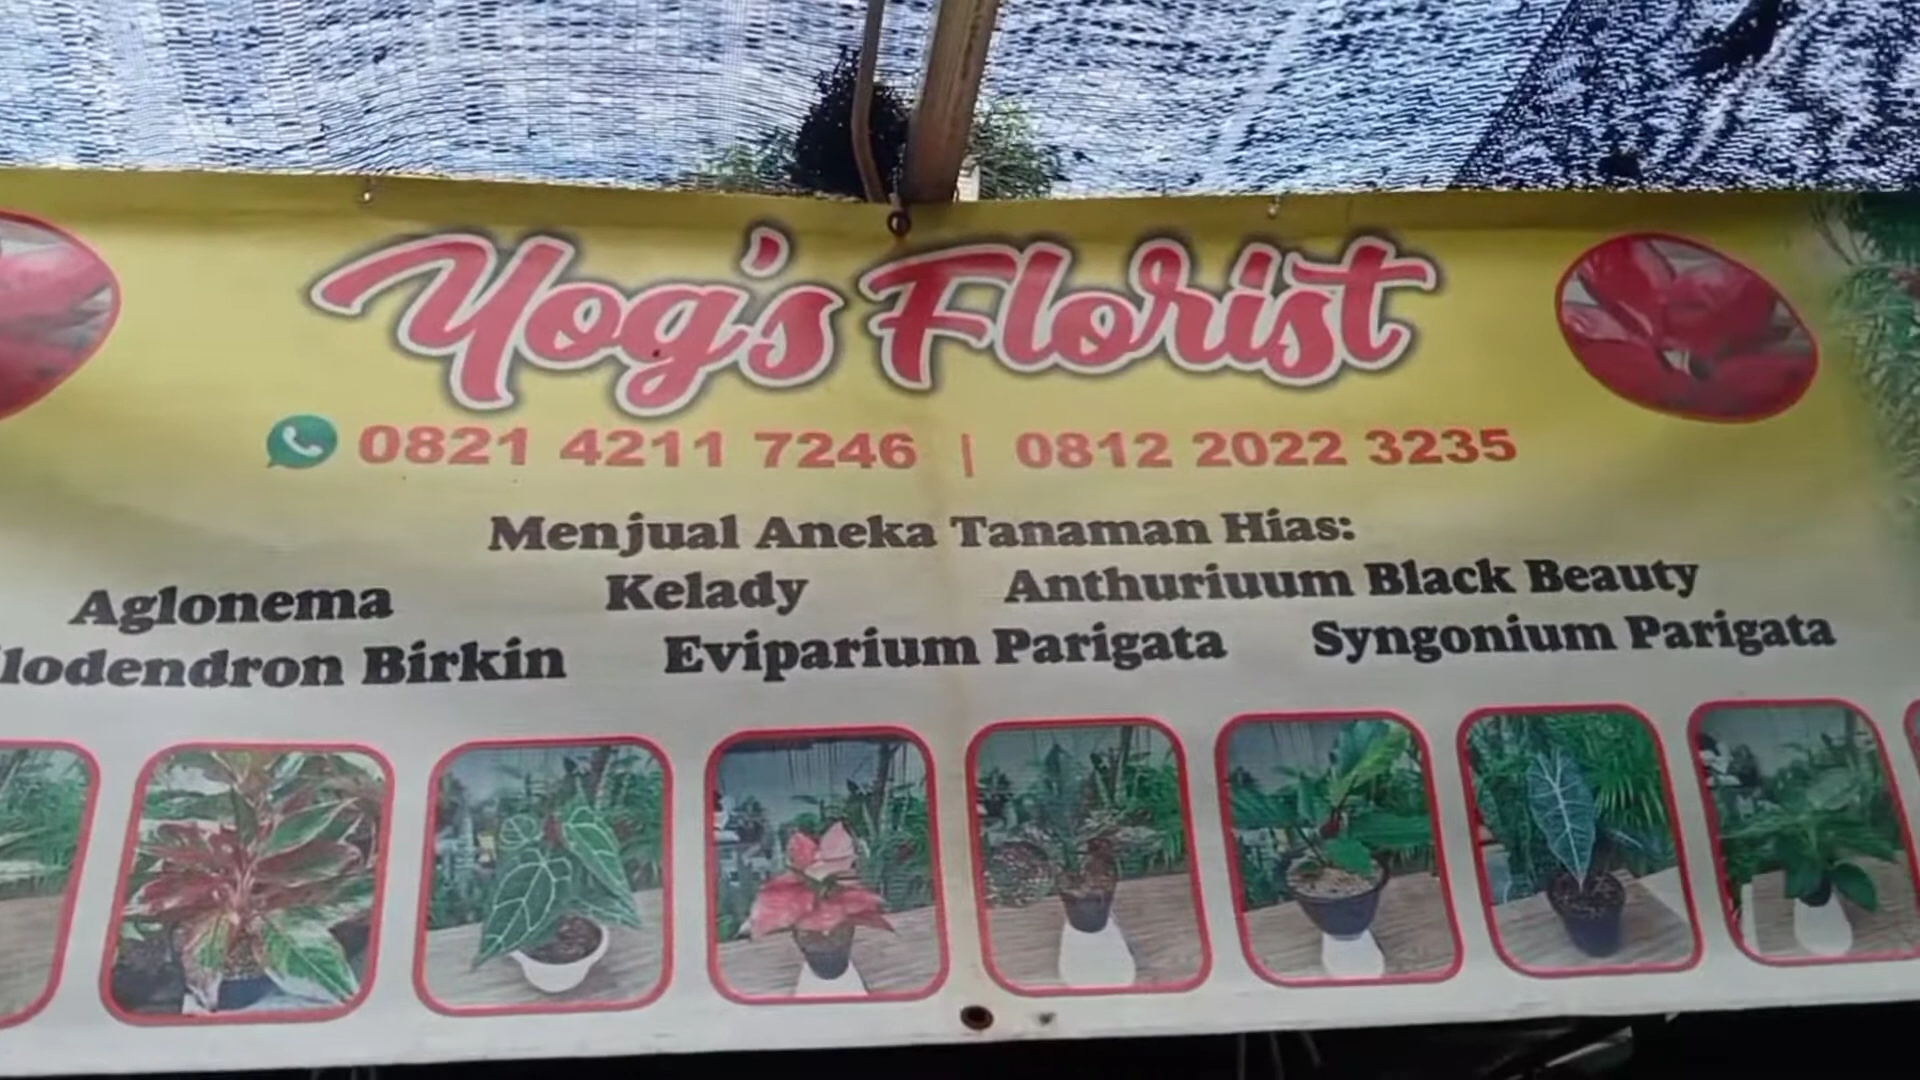 Yog's Florist
0821 4211 7246 | 0812 2022 3235
Menjual Aneka Tanaman Hias:
Aglonema Kelady Anthuriuum Black Beauty
lodendron Birkin Eviparium Parigata Syngonium Parigata